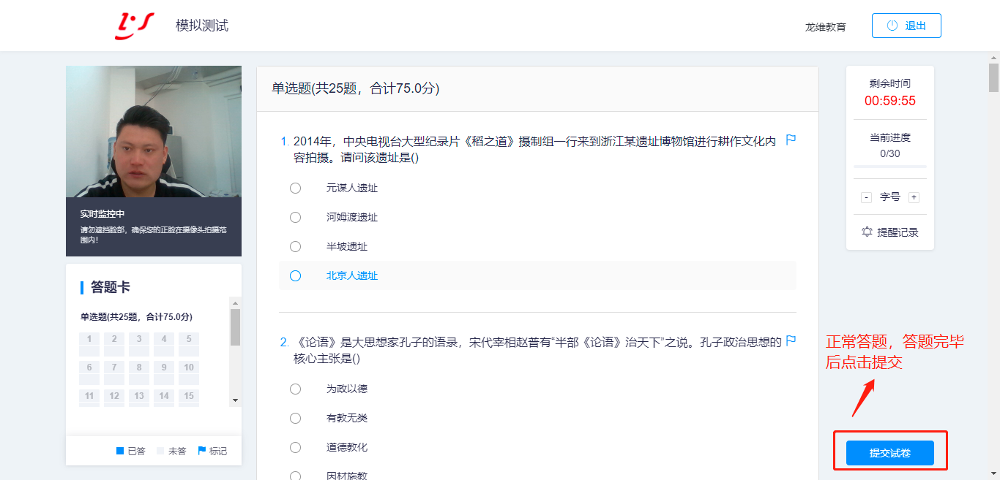 模拟测试
龙维教育
退出
实时监控中
请勿遮挡脸部，确保您的正脸在摄像头拍摄范
围内！
答题卡
单选题(共25题，合计75.0分)
1 2 3 4 5
6 7 8 9 10
11 12 13 14 15
已答 未答 标记
单选题(共25题，合计75.0分)
1. 2014年，中央电视台大型纪录片《稻之道》摄制组一行来到浙江某遗址博物馆进行耕作文化内
容拍摄。请问该遗址是()
元谋人遗址
河姆渡遗址
半坡遗址
北京人遗址
2. 《论语》是大思想家孔子的语录，宋代宰相赵普有“半部《论语》治天下”之说。孔子政治思想的
核心主张是()
为政以德
有教无类
道德教化
因材施教
剩余时间
00:59:55
当前进度
0/30
- 字号 +
提醒记录
正常答题，答题完毕
后点击提交
提交试卷